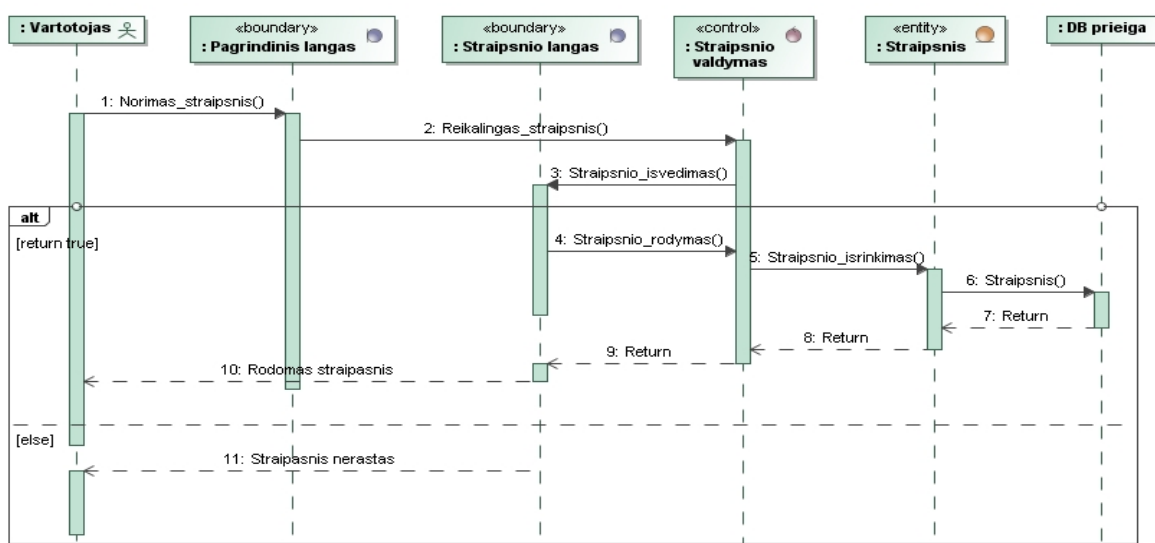 : Vartotojas
«boundary»
: Pagrindinis langas
«boundary»
: Straipsnio langas
«control»
: Straipsnio
valdymas
«entity»
: Straipsnis
: DB prieiga
1: Norimas_straipsnis()
2: Reikalingas_straipsnis()
3: Straipsnio_isvedimas()
alt
[return true]
4: Straipsnio_rodymas()
5: Straipsnio_isrinkimas()
6: Straipsnis()
7: Return
8: Return
9: Return
10: Rodomas straipasnis
[else]
11: Straipasnis nerastas